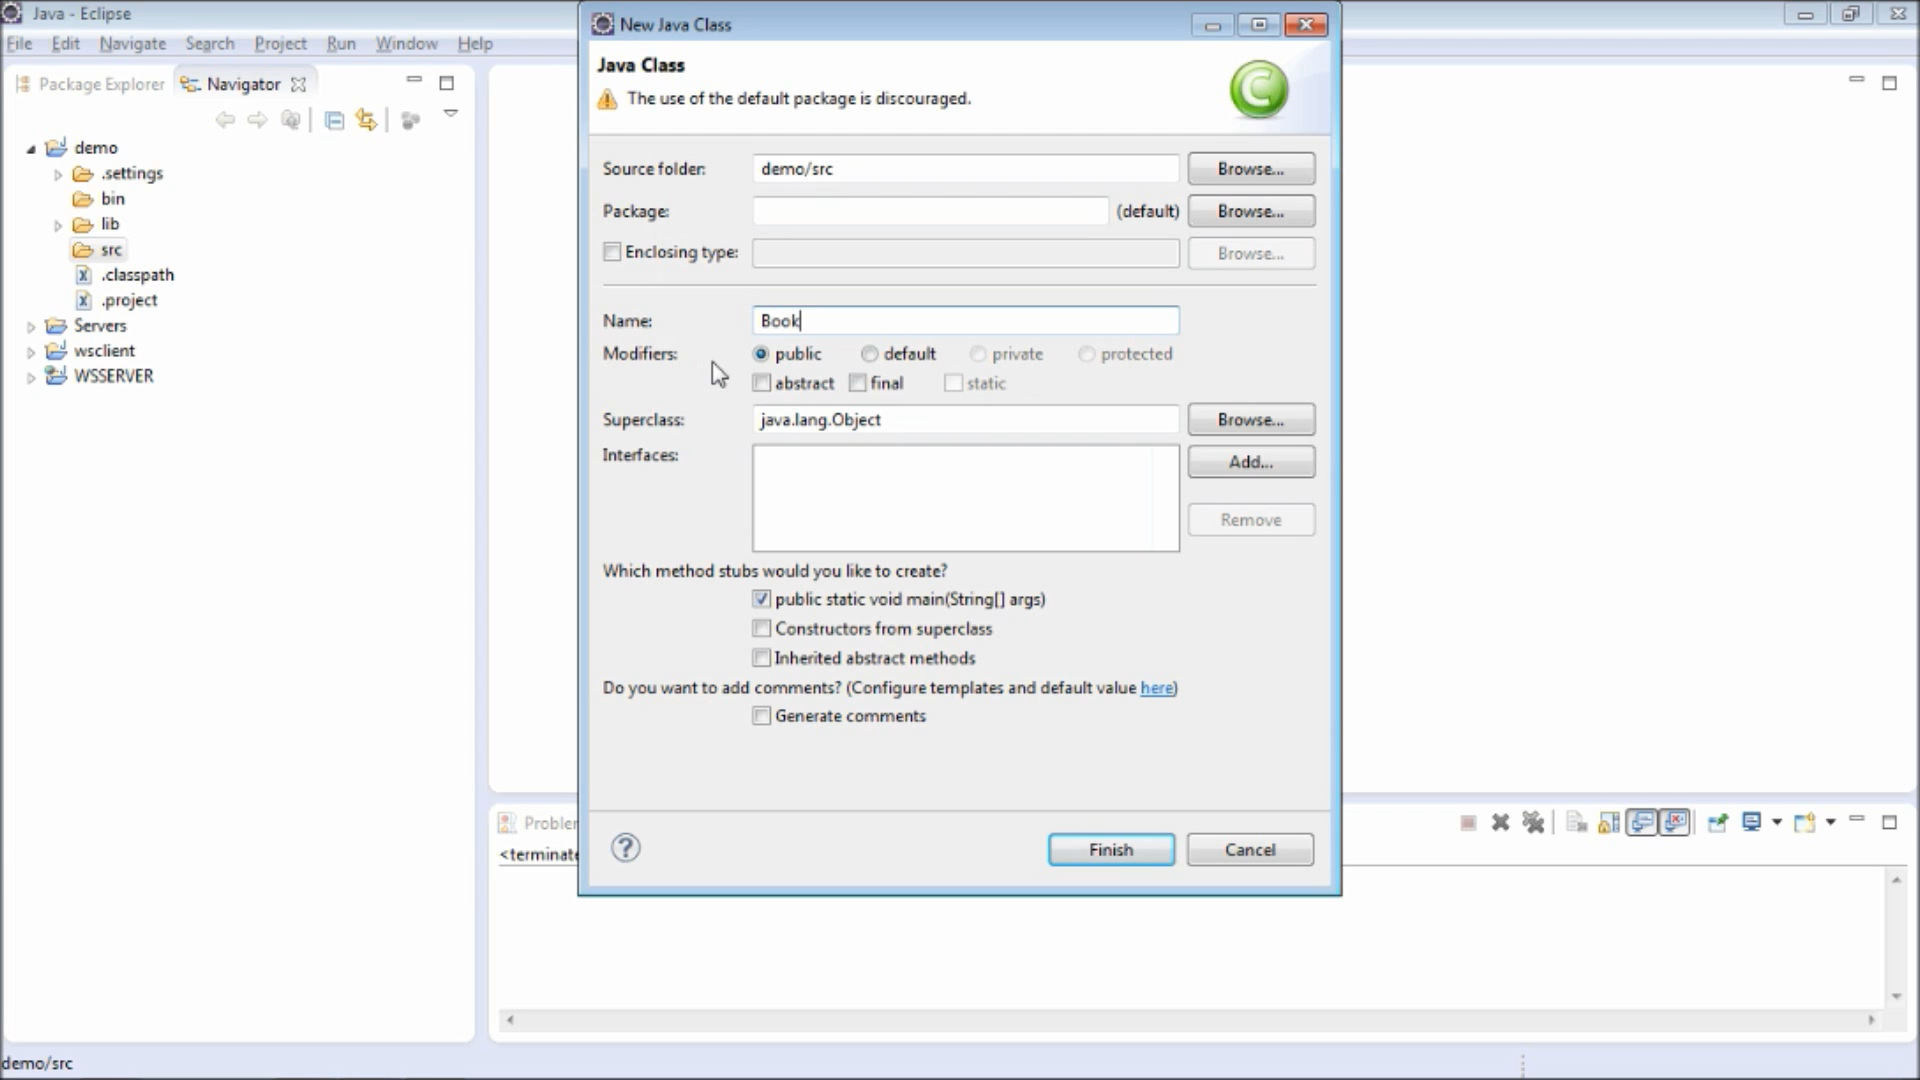 Java - Eclipse
File Edit Navigate Search Project Run Window Help
Package Explorer Navigator
demo
.settings
bin
lib
src
.classpath
.project
Servers
wsclient
WSSERVER
New Java Class
Java Class
The use of the default package is discouraged.
Source folder: demo/src Browse...
Package: (default) Browse...
Enclosing type: Browse...
Name: Book
Modifiers: public default private protected
abstract final static
Superclass: java.lang.Object Browse...
Interfaces: Add...
Remove
Which method stubs would you like to create?
public static void main(String[] args)
Constructors from superclass
Inherited abstract methods
Do you want to add comments? (Configure templates and default value here)
Generate comments
Finish Cancel
Problem
<terminate
demo/src